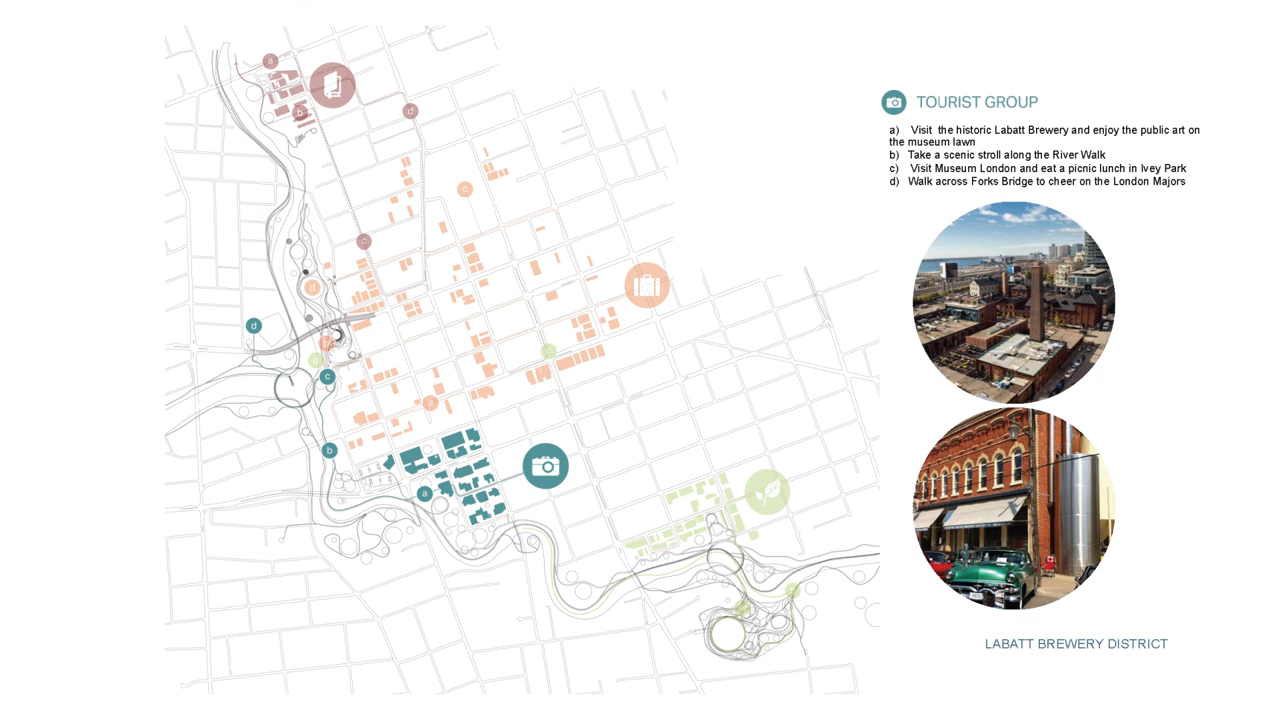 TOURIST GROUP
a) Visit the historic Labatt Brewery and enjoy the public art on
the museum lawn
b) Take a scenic stroll along the River Walk
c) Visit Museum London and eat a picnic lunch in Ivey Park
d) Walk across Forks Bridge to cheer on the London Majors
a
b
d
c
c
d
d
c
b
a
a
LABATT BREWERY DISTRICT